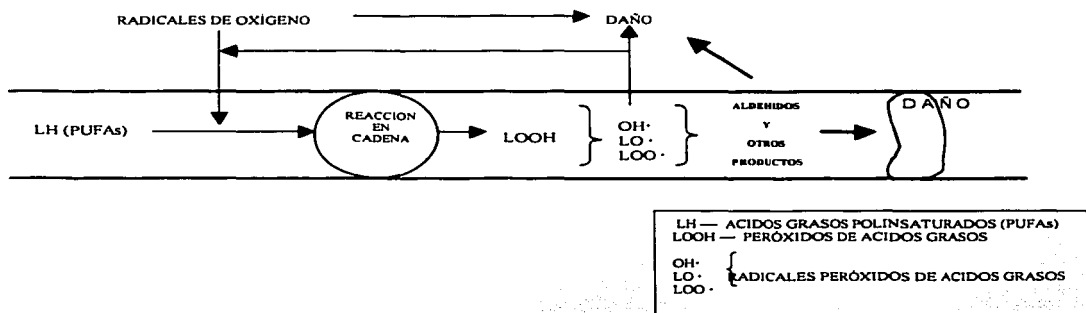 RADICALES DE OXÍGENO
DAÑO
LH (PUFAs)
REACCION
EN
CADENA
LOOH
OH·
LO ·
LOO ·
ALDEHIDOS
Y
OTROS
PRODUCTOS
DAÑO
LH — ACIDOS GRASOS POLINSATURADOS (PUFAs)
LOOH — PERÓXIDOS DE ACIDOS GRASOS
OH·
LO · RADICALES PERÓXIDOS DE ACIDOS GRASOS
LOO ·